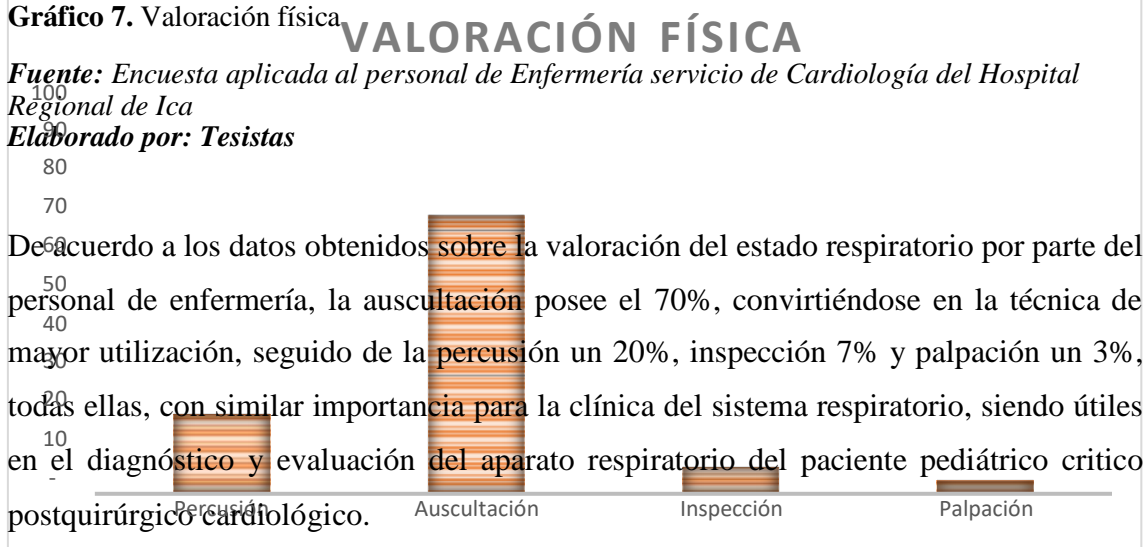 Gráfico 7. Valoración física
VALORACIÓN FÍSICA
Fuente: Encuesta aplicada al personal de Enfermería servicio de Cardiología del Hospital
Regional de Ica
Elaborado por: Tesistas
100
90
80
70
60
50
40
30
20
10
-
De acuerdo a los datos obtenidos sobre la valoración del estado respiratorio por parte del
personal de enfermería, la auscultación posee el 70%, convirtiéndose en la técnica de
mayor utilización, seguido de la percusión un 20%, inspección 7% y palpación un 3%,
todas ellas, con similar importancia para la clínica del sistema respiratorio, siendo útiles
en el diagnóstico y evaluación del aparato respiratorio del paciente pediátrico critico
postquirúrgico cardiológico.
Percusión Auscultación Inspección Palpación